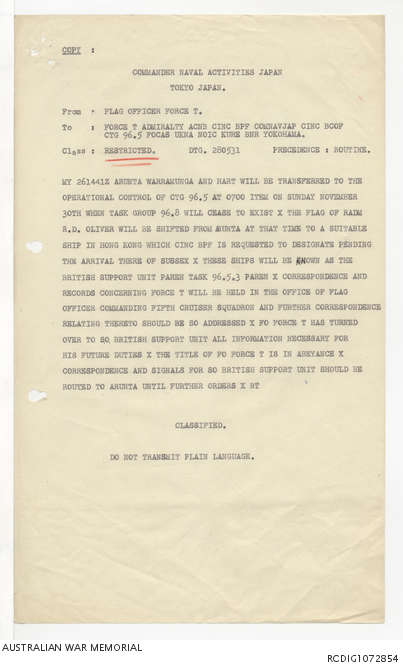 COPY :
COMMANDER NAVAL ACTIVITIES JAPAN
TOKYO JAPAN.
From : FLAG OFFICER FORCE T.
To : FORCE T ADMIRALTY ACNB CINC BPF COMNAVJAP CINC BCOF
CTG 96.5 FOCAS UKNA NOIC KURE BNR YOKOHAMA.
Class : RESTRICTED. DTG. 280531 PRECEDENCE : ROUTINE.
MY 261441Z ARUNTA WARRAMUNGA AND HART WILL BE TRANSFERRED TO THE
OPERATIONAL CONTROL OF CTG 96.5 AT 0700 ITEM ON SUNDAY NOVEMBER
30TH WHEN TASK GROUP 96.8 WILL CEASE TO EXIST X THE FLAG OF RADM
R.D. OLIVER WILL BE SHIFTED FROM AUNTA AT THAT TIME TO A SUITABLE
SHIP IN HONG KONG WHICH CINC BPF IS REQUESTED TO DESIGNATE PENDING
THE ARRIVAL THERE OF SUSSEX X THESE SHIPS WILL BE KNOWN AS THE
BRITISH SUPPORT UNIT PAREN TASK 96.5.3 PAREN X CORRESPONDENCE AND
RECORDS CONCERNING FORCE T WILL BE HELD IN THE OFFICE OF FLAG
OFFICER COMMANDING FIFTH CRUISER SQUADRON AND FURTHER CORRESPONDENCE
RELATING THERETO SHOULD BE SO ADDRESSED X FO FORCE T HAS TURNED
OVER TO SO BRITISH SUPPORT UNIT ALL INFORMATION NECESSARY FOR
HIS FUTURE DUTIES X THE TITLE OF FO FORCE T IS IN ABEYANCE X
CORRESPONDENCE AND SIGNALS FOR SO BRITISH SUPPORT UNIT SHOULD BE
ROUTED TO ARUNTA UNTIL FURTHER ORDERS X BT
CLASSIFIED.
DO NOT TRANSMIT PLAIN LANGUAGE.
AUSTRALIAN WAR MEMORIAL
RCDIG1072854